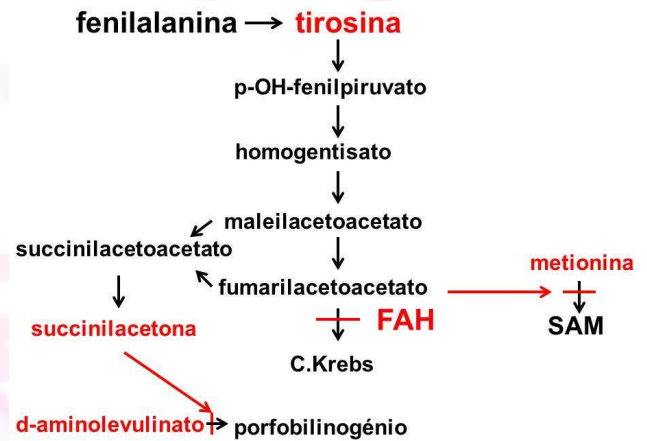 fenilalanina tirosina
p-OH-fenilpiruvato
homogentisato
maleilacetoacetato
succinilacetoacetato
metionina
fumarilacetoacetato
FAH
SAM
succinilacetona
C.Krebs
d-aminolevulinato porfobilinogénio